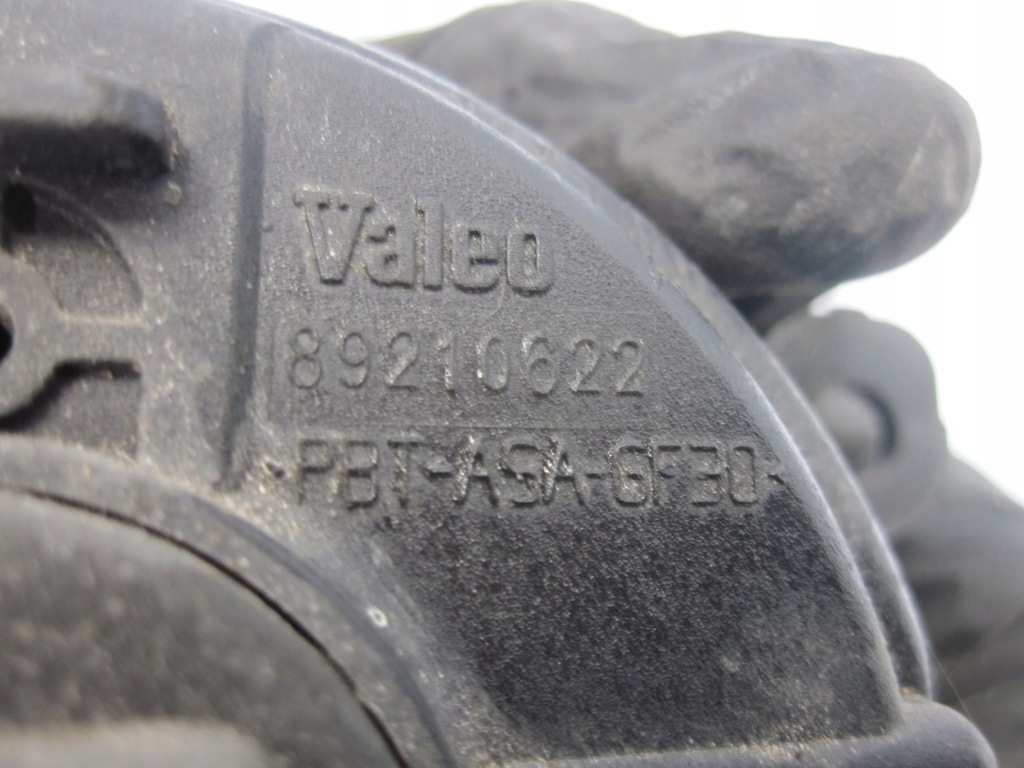 Valeo
89210622
-PBT-ASA-GF30-